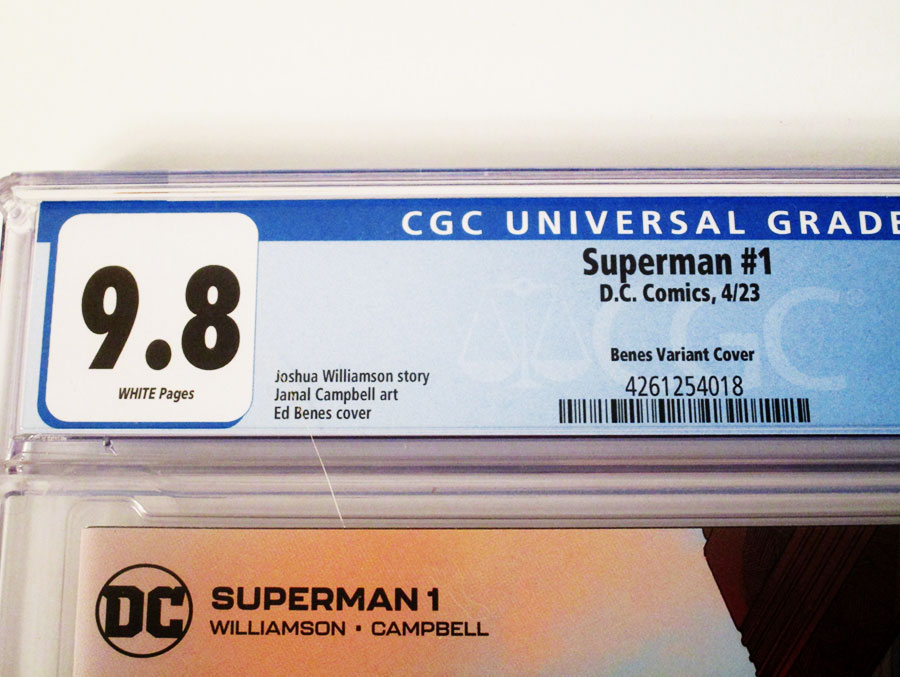 CGC UNIVERSAL GRADE
9.8
WHITE Pages
Superman #1
D.C. Comics, 4/23
Benes Variant Cover
4261254018
Joshua Williamson story
Jamal Campbell art
Ed Benes cover
CGC®
DC
SUPERMAN 1
WILLIAMSON • CAMPBELL